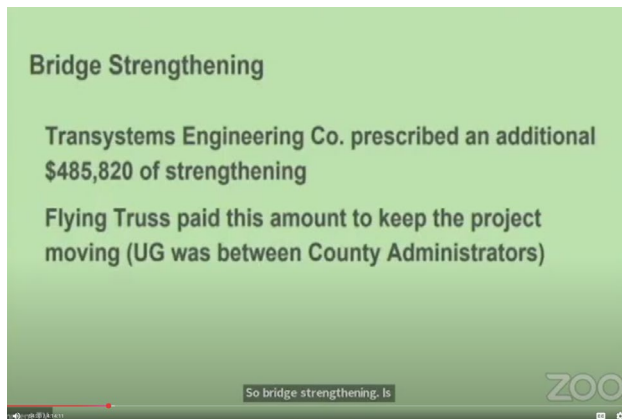 Bridge Strengthening
Transystems Engineering Co. prescribed an additional
$485,820 of strengthening
Flying Truss paid this amount to keep the project
moving (UG was between County Administrators)
So bridge strengthening. Is
ZOO